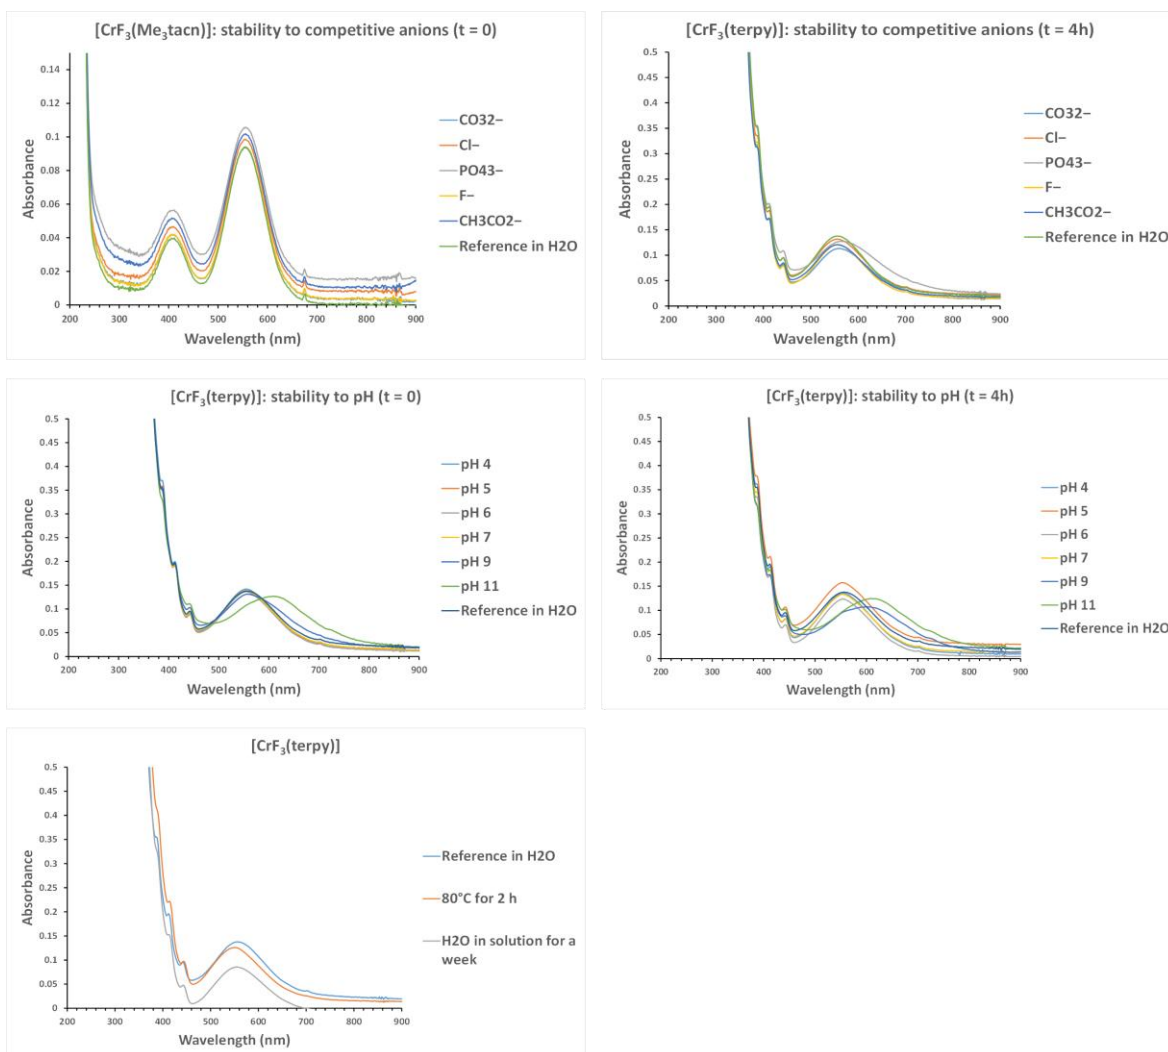 [CrF3(Me3tacn)]: stability to competitive anions (t = 0)
0.14
0.12
0.1
0.08
0.06
0.04
0.02
0
Absorbance
200 300 400 500 600 700 800 900
Wavelength (nm)
CO32–
Cl–
PO43–
F–
CH3CO2–
Reference in H2O
[CrF3(terpy)]: stability to competitive anions (t = 4h)
0.5
0.45
0.4
0.35
0.3
0.25
0.2
0.15
0.1
0.05
0
Absorbance
200 300 400 500 600 700 800 900
Wavelength (nm)
CO32–
Cl–
PO43–
F–
CH3CO2–
Reference in H2O
[CrF3(terpy)]: stability to pH (t = 0)
0.5
0.45
0.4
0.35
0.3
0.25
0.2
0.15
0.1
0.05
0
Absorbance
200 300 400 500 600 700 800 900
Wavelength (nm)
pH 4
pH 5
pH 6
pH 7
pH 9
pH 11
Reference in H2O
[CrF3(terpy)]: stability to pH (t = 4h)
0.5
0.45
0.4
0.35
0.3
0.25
0.2
0.15
0.1
0.05
0
Absorbance
200 300 400 500 600 700 800 900
Wavelength (nm)
pH 4
pH 5
pH 6
pH 7
pH 9
pH 11
Reference in H2O
[CrF3(terpy)]
0.5
0.45
0.4
0.35
0.3
0.25
0.2
0.15
0.1
0.05
0
Absorbance
200 300 400 500 600 700 800 900
Wavelength (nm)
Reference in H2O
80°C for 2 h
H2O in solution for a
week